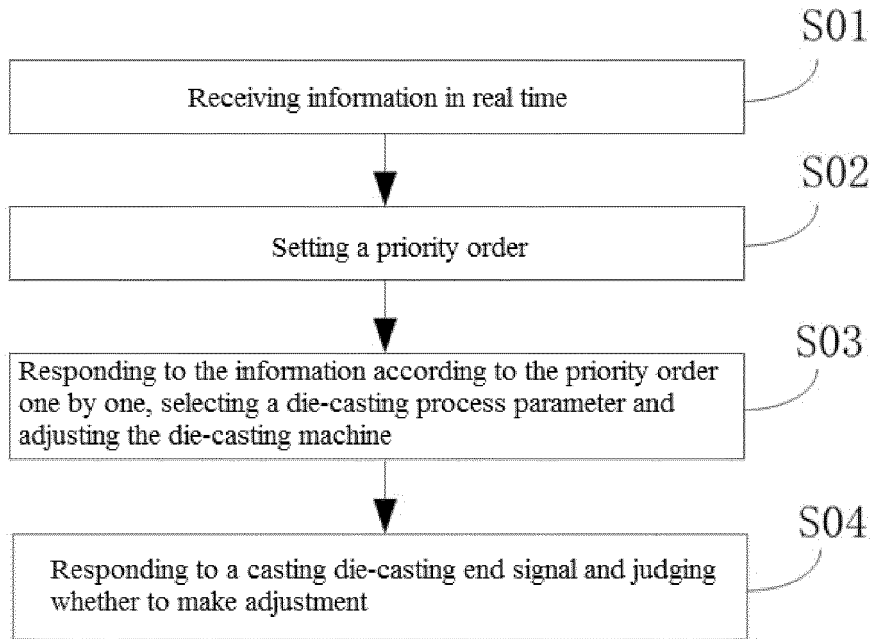 S01
Receiving information in real time
S02
Setting a priority order
S03
Responding to the information according to the priority order
one by one, selecting a die-casting process parameter and
adjusting the die-casting machine
S04
Responding to a casting die-casting end signal and judging
whether to make adjustment